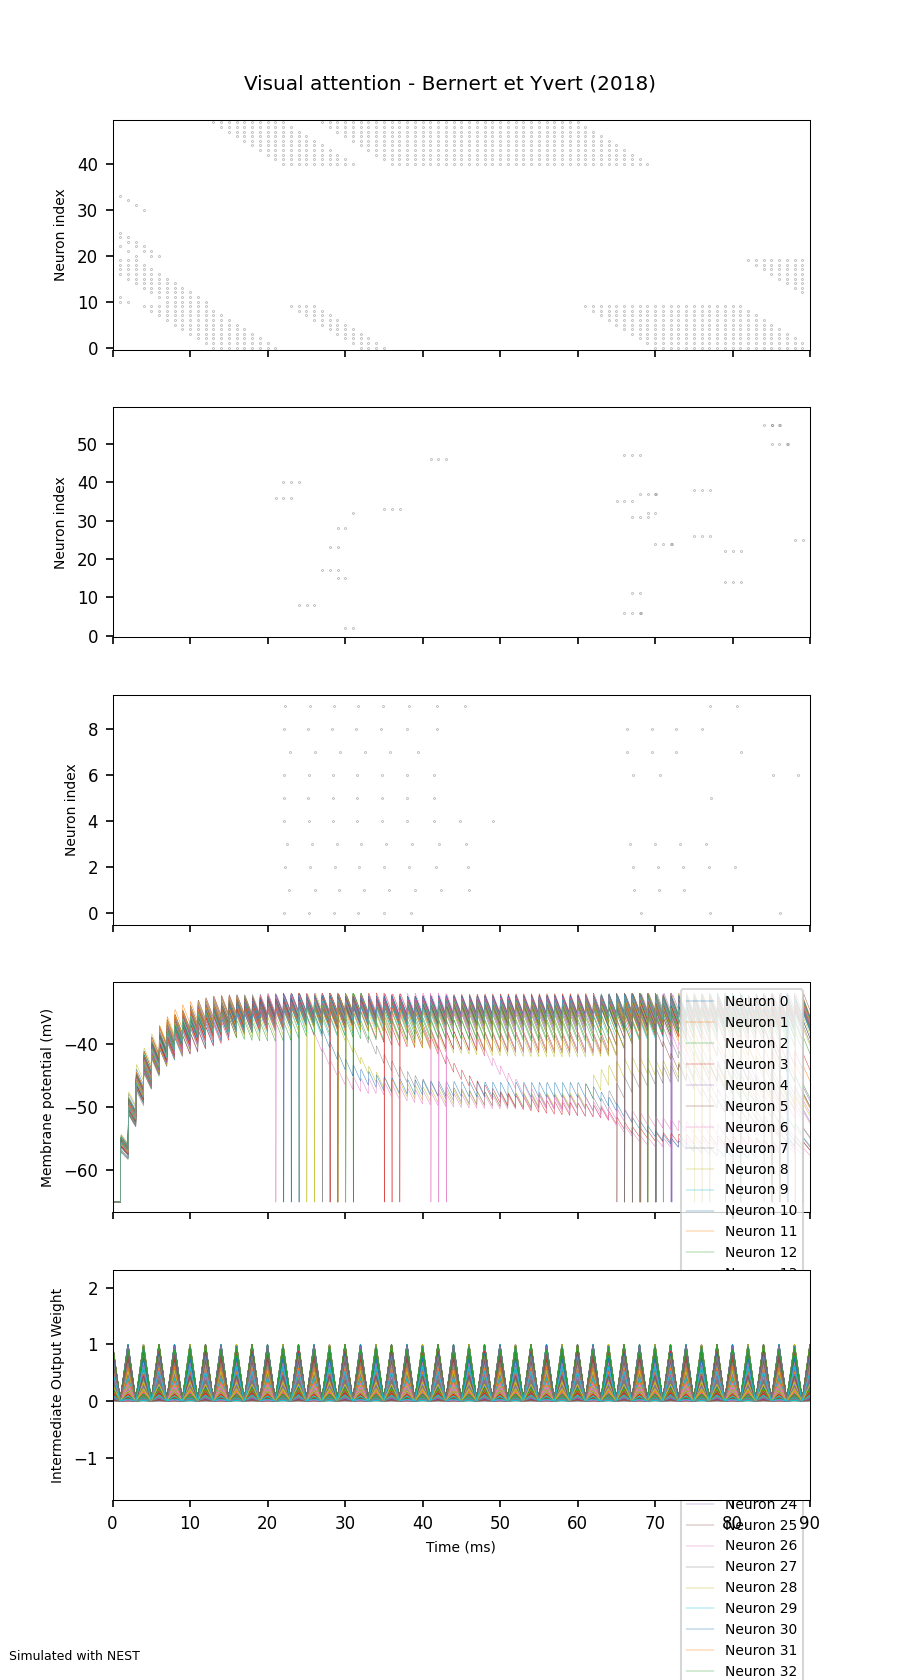 Visual attention - Bernert et Yvert (2018)
Neuron index
40
30
20
10
0
Neuron index
50
40
30
20
10
0
Neuron index
8
6
4
2
0
Membrane potential (mV)
−40
−50
−60
Neuron 0
Neuron 1
Neuron 2
Neuron 3
Neuron 4
Neuron 5
Neuron 6
Neuron 7
Neuron 8
Neuron 9
Neuron 10
Neuron 11
Neuron 12
Intermediate Output Weight
2
1
0
−1
0 10 20 30 40 50 60 70 80 90
Time (ms)
Neuron 24
Neuron 25
Neuron 26
Neuron 27
Neuron 28
Neuron 29
Neuron 30
Neuron 31
Neuron 32
Simulated with NEST